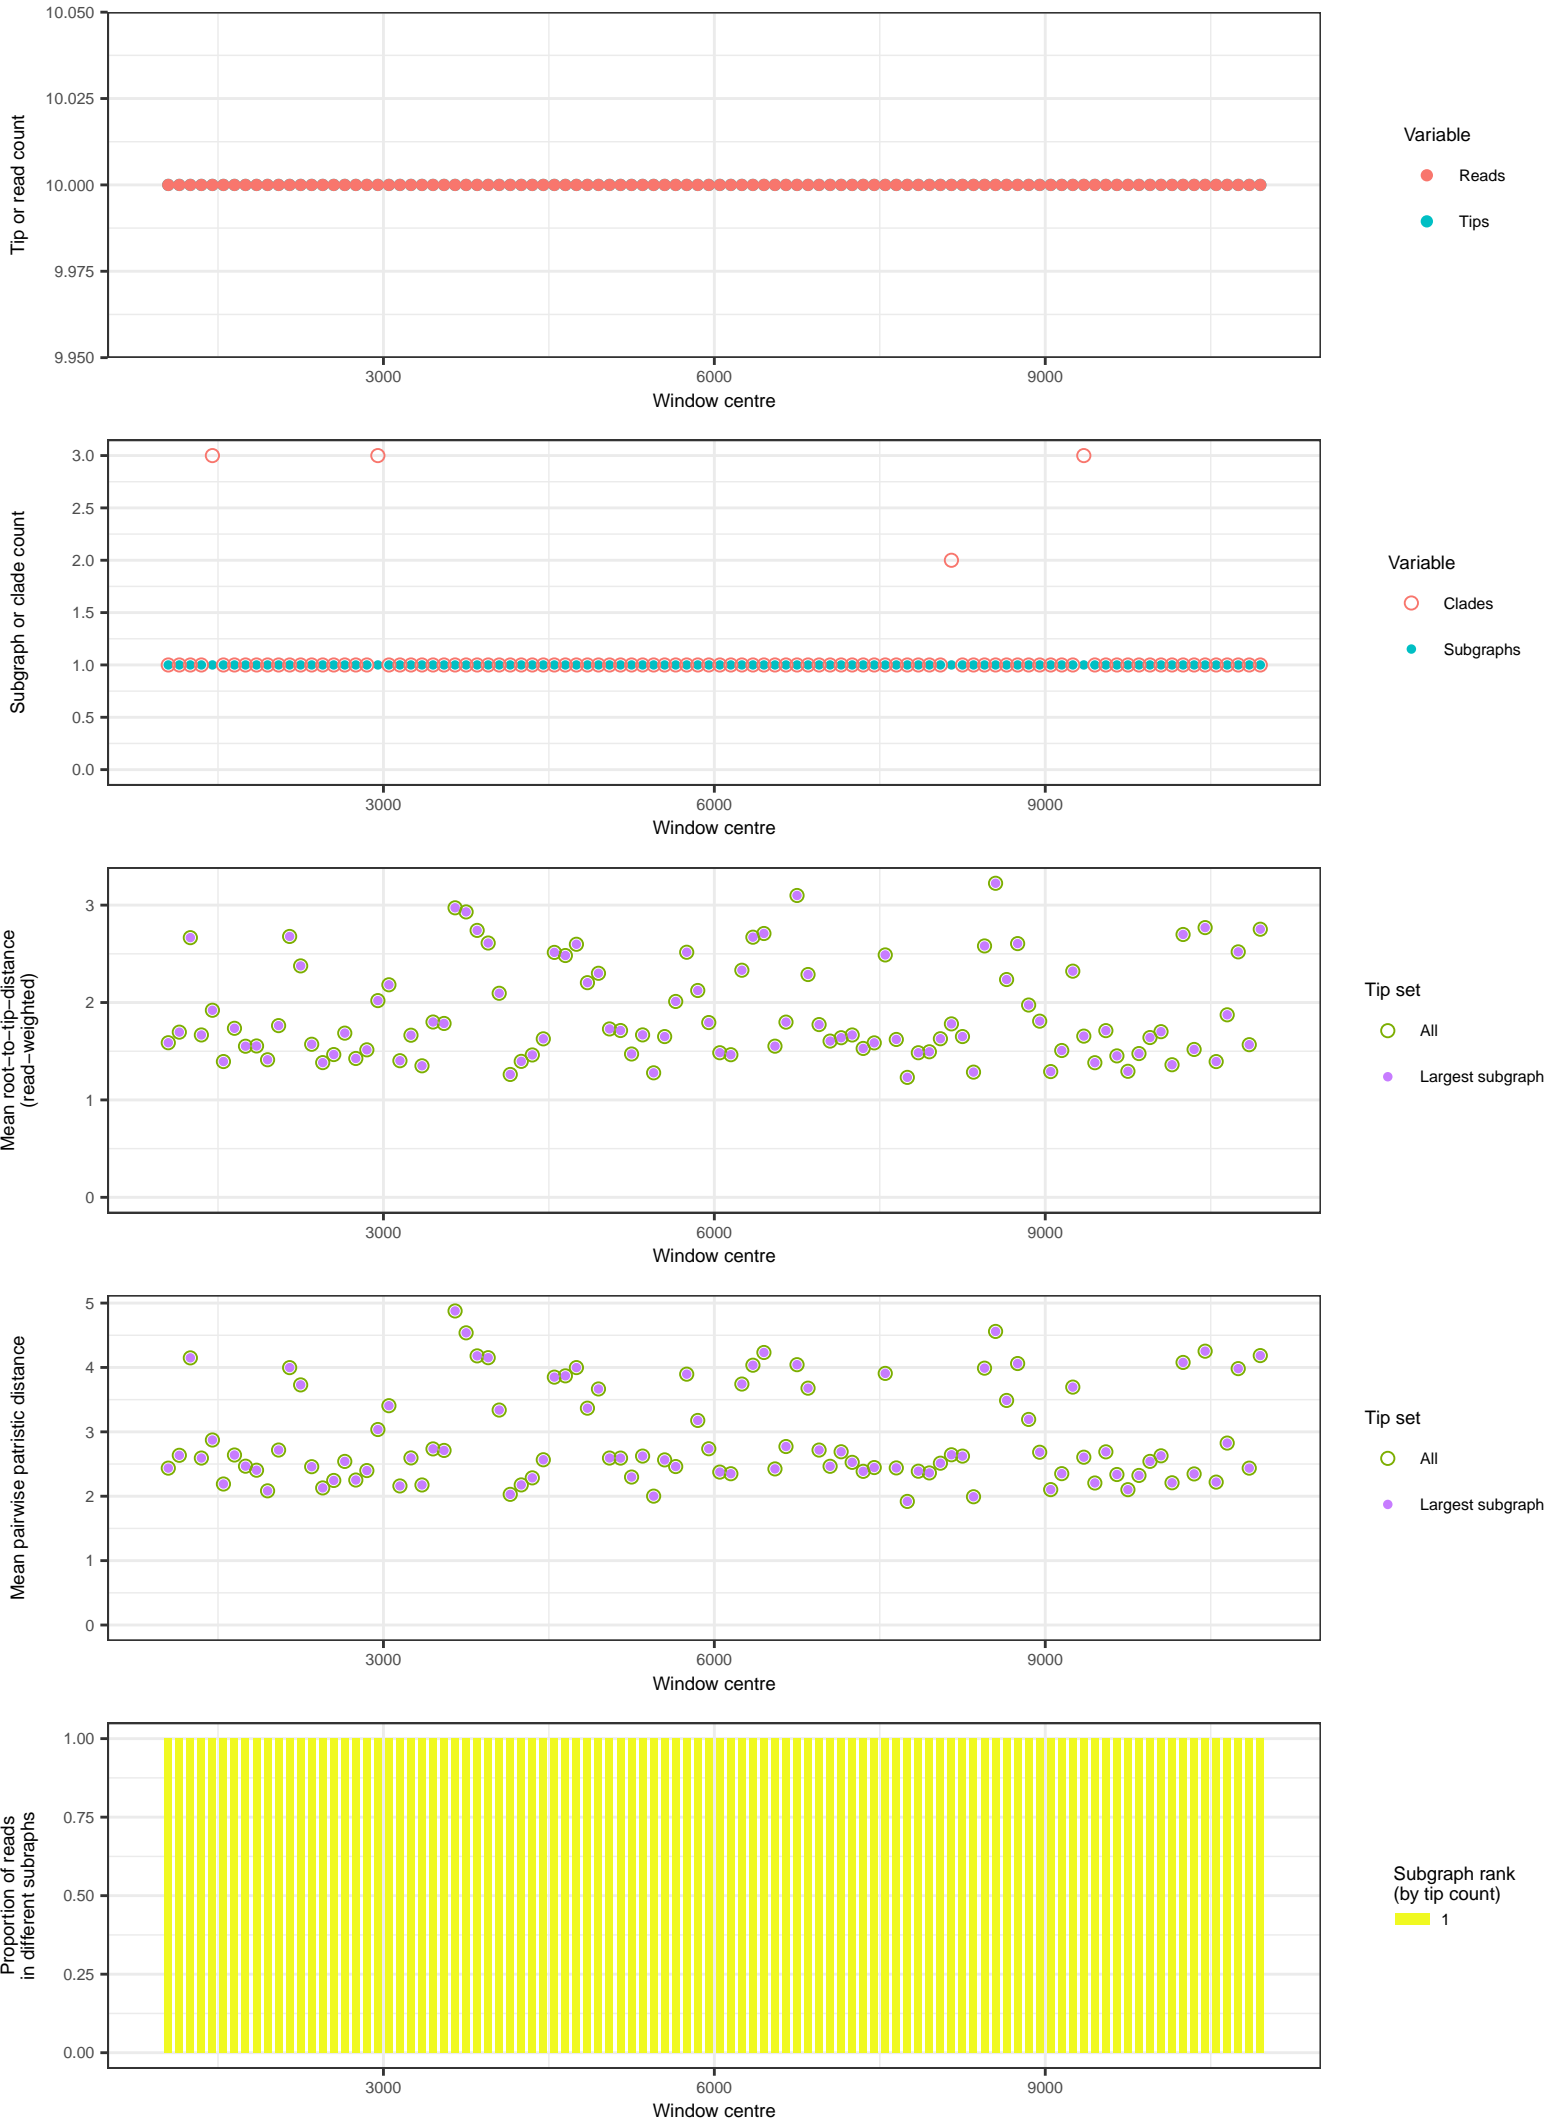 10.050
10.025
10.000
9.975
9.950
Tip or read count
3000 6000 9000
Window centre
Variable
Reads
Tips
3.0
2.5
2.0
1.5
1.0
0.5
0.0
Subgraph or clade count
3000 6000 9000
Window centre
Variable
Clades
Subgraphs
3
2
1
0
Mean root−to−tip−distance
(read−weighted)
3000 6000 9000
Window centre
Tip set
All
Largest subgraph
5
4
3
2
1
0
Mean pairwise patristic distance
3000 6000 9000
Window centre
Tip set
All
Largest subgraph
1.00
0.75
0.50
0.25
0.00
Proportion of reads
in different subraphs
3000 6000 9000
Window centre
Subgraph rank
(by tip count)
1